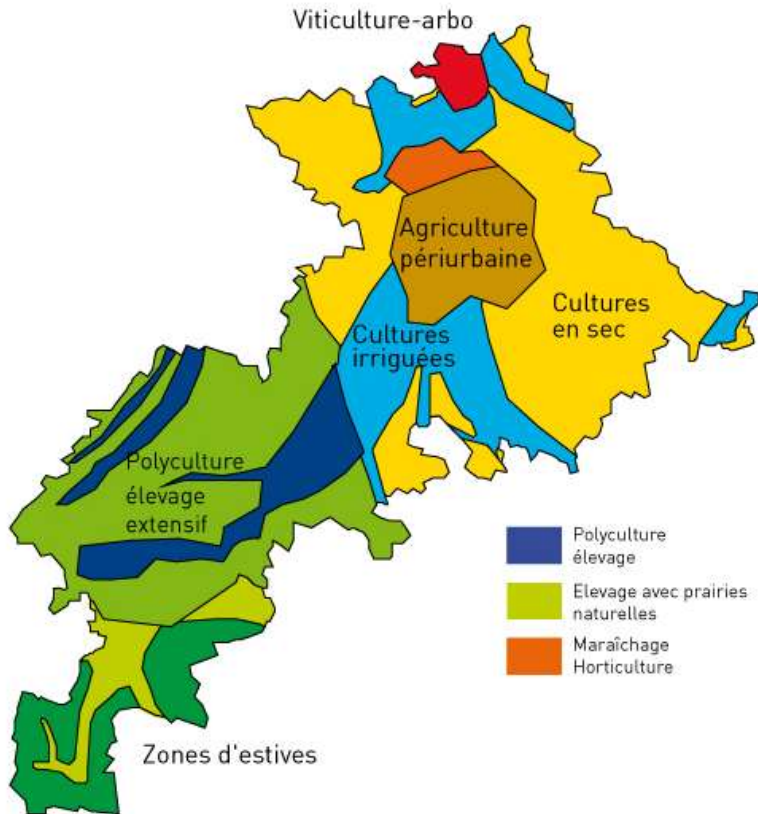 Viticulture-arbo
Agriculture
périurbaine
Cultures
en sec
Cultures
irriguées
Polyculture
élevage
extensif
Polyculture
élevage
Elevage avec prairies
naturelles
Maraîchage
Horticulture
Zones d'estives